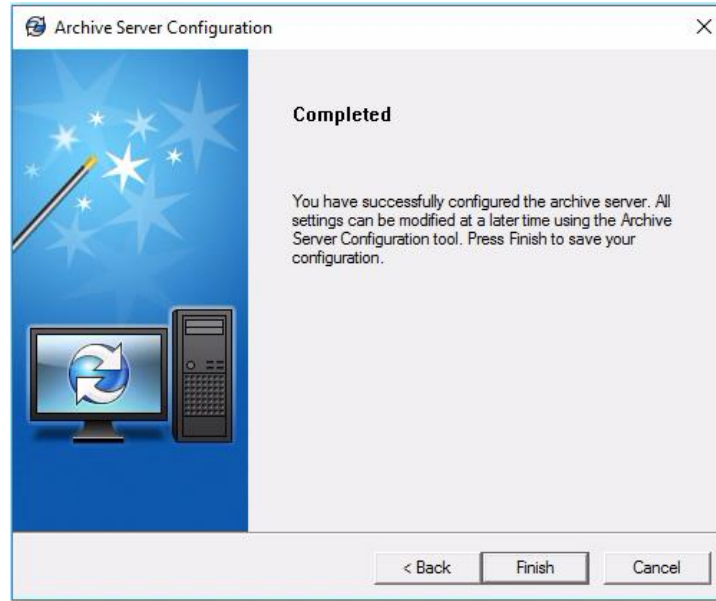 Archive Server Configuration
Completed
You have successfully configured the archive server. All
settings can be modified at a later time using the Archive
Server Configuration tool. Press Finish to save your
configuration.
< Back Finish Cancel